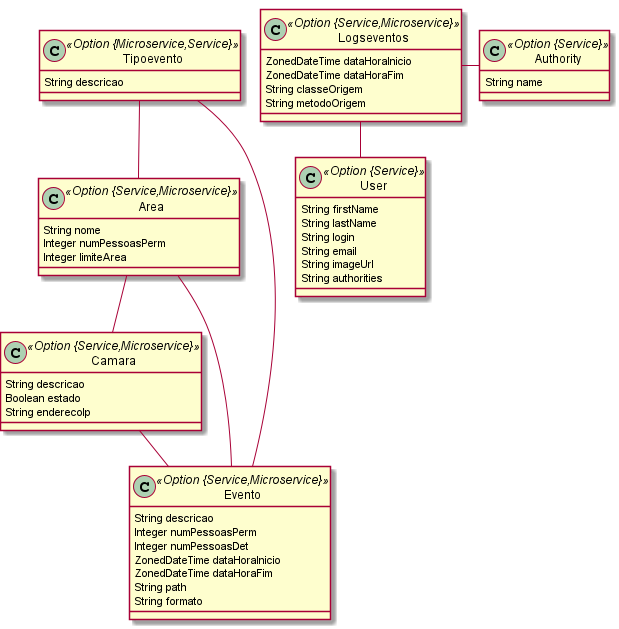 C «Option {Microservice,Service}»
Tipoevento
String descricao
C «Option {Service,Microservice}»
Logseventos
ZonedDateTime dataHoraInicio
ZonedDateTime dataHoraFim
String classeOrigem
String metodoOrigem
C «Option {Service}»
Authority
String name
C «Option {Service}»
User
String firstName
String lastName
String login
String email
String imageUrl
String authorities
C «Option {Service,Microservice}»
Area
String nome
Integer numPessoasPerm
Integer limiteArea
C «Option {Service,Microservice}»
Camara
String descricao
Boolean estado
String enderecoIp
C «Option {Service,Microservice}»
Evento
String descricao
Integer numPessoasPerm
Integer numPessoasDet
ZonedDateTime dataHoraInicio
ZonedDateTime dataHoraFim
String path
String formato